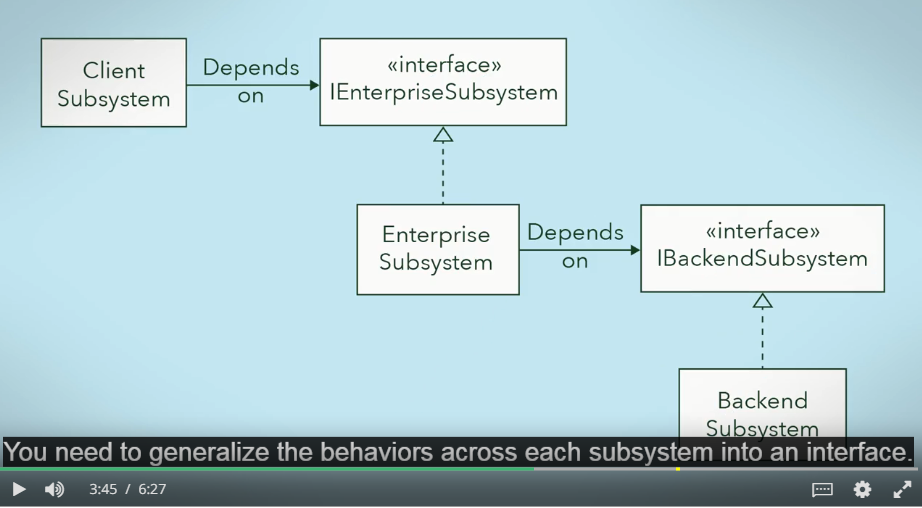 Client
Subsystem
Depends
on
«interface»
IEnterpriseSubsystem
Enterprise
Subsystem
Depends
on
«interface»
IBackendSubsystem
Backend
Subsystem
You need to generalize the behaviors across each subsystem into an interface.
3:45 / 6:27